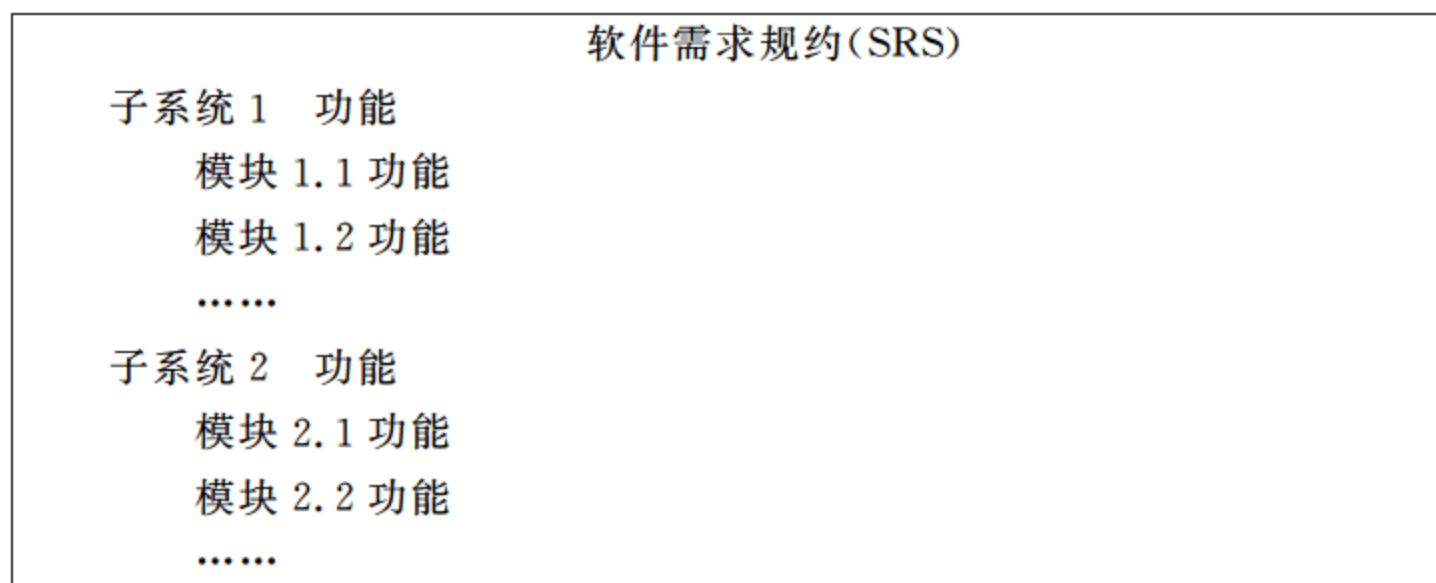 软件需求规约(SRS)
子系统 1 功能
模块 1.1 功能
模块 1.2 功能
……
子系统 2 功能
模块 2.1 功能
模块 2.2 功能
……